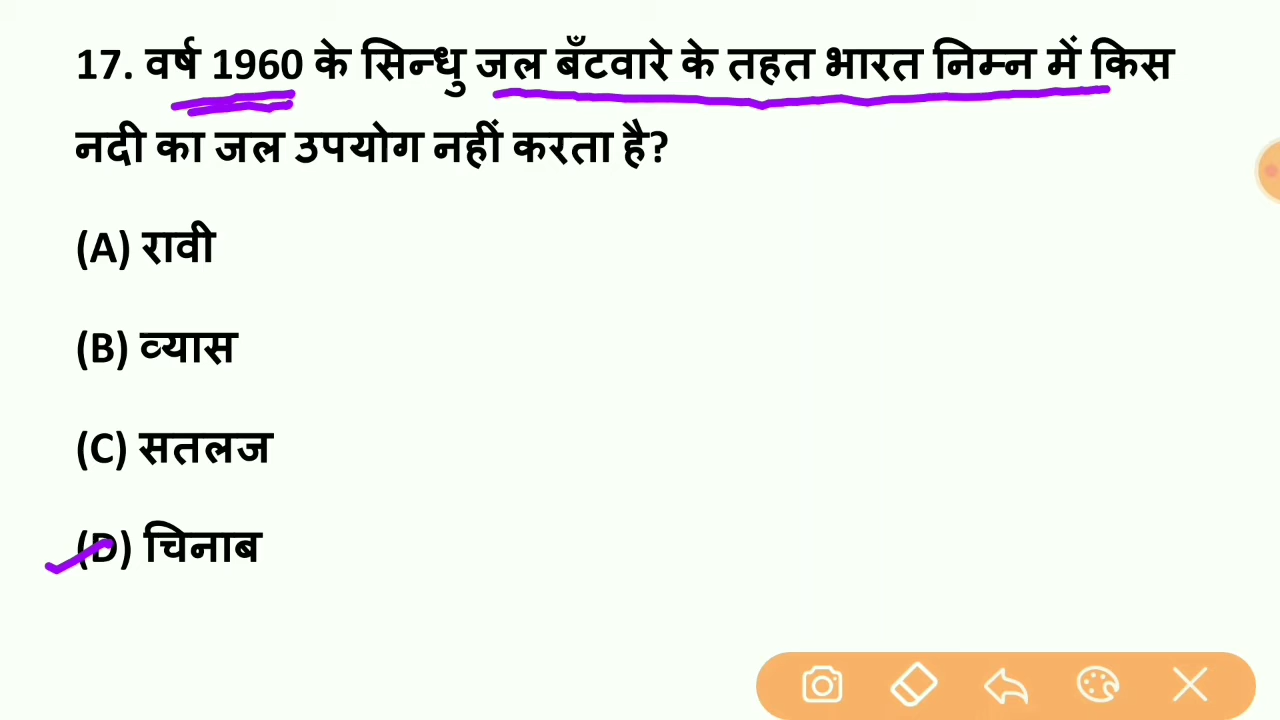 17. वर्ष 1960 के सिन्धु जल बँटवारे के तहत भारत निम्न में किस
नदी का जल उपयोग नहीं करता है?
(A) रावी
(B) व्यास
(C) सतलज
(D) चिनाब